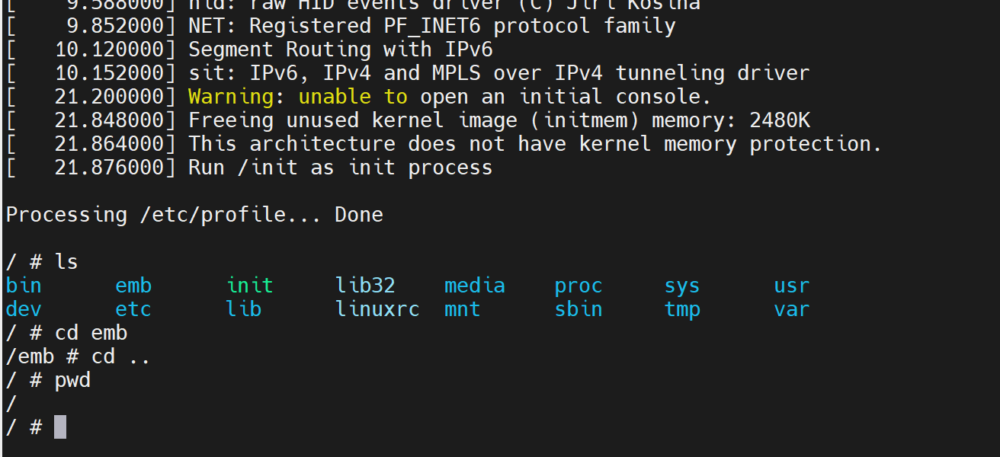 [     9.588000] hid: raw HID events driver (C) Jiri Kosina
[     9.852000] NET: Registered PF_INET6 protocol family
[    10.120000] Segment Routing with IPv6
[    10.152000] sit: IPv6, IPv4 and MPLS over IPv4 tunneling driver
[    21.200000] Warning: unable to open an initial console.
[    21.848000] Freeing unused kernel image (initmem) memory: 2480K
[    21.864000] This architecture does not have kernel memory protection.
[    21.876000] Run /init as init process
Processing /etc/profile... Done
/ # ls
bin      emb      init     lib32    media    proc     sys      usr
dev      etc      lib      linuxrc  mnt      sbin     tmp      var
/ # cd emb
/emb # cd ..
/ # pwd
/
/ #